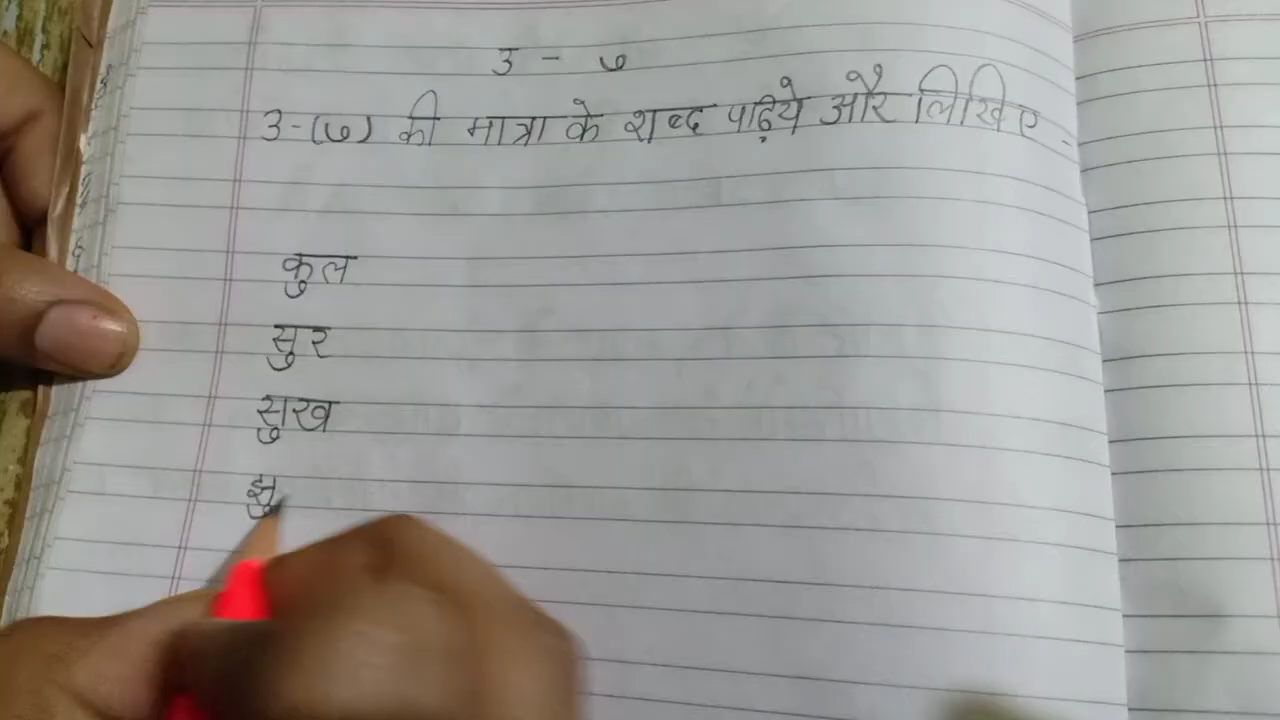 उ - ु
उ-(ु) की मात्रा के शब्द पढ़िये और लिखिए
कुल
सुर
सुख
झु